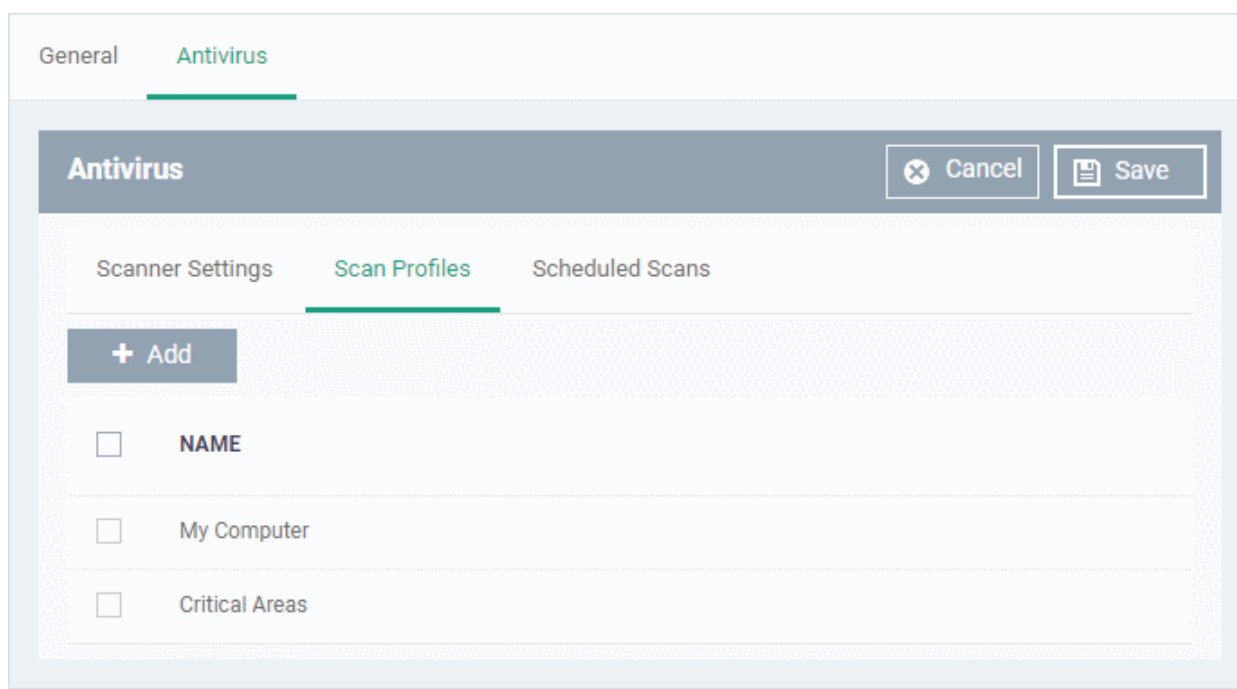 General Antivirus
Antivirus Cancel Save
Scanner Settings Scan Profiles Scheduled Scans
+ Add
NAME
My Computer
Critical Areas